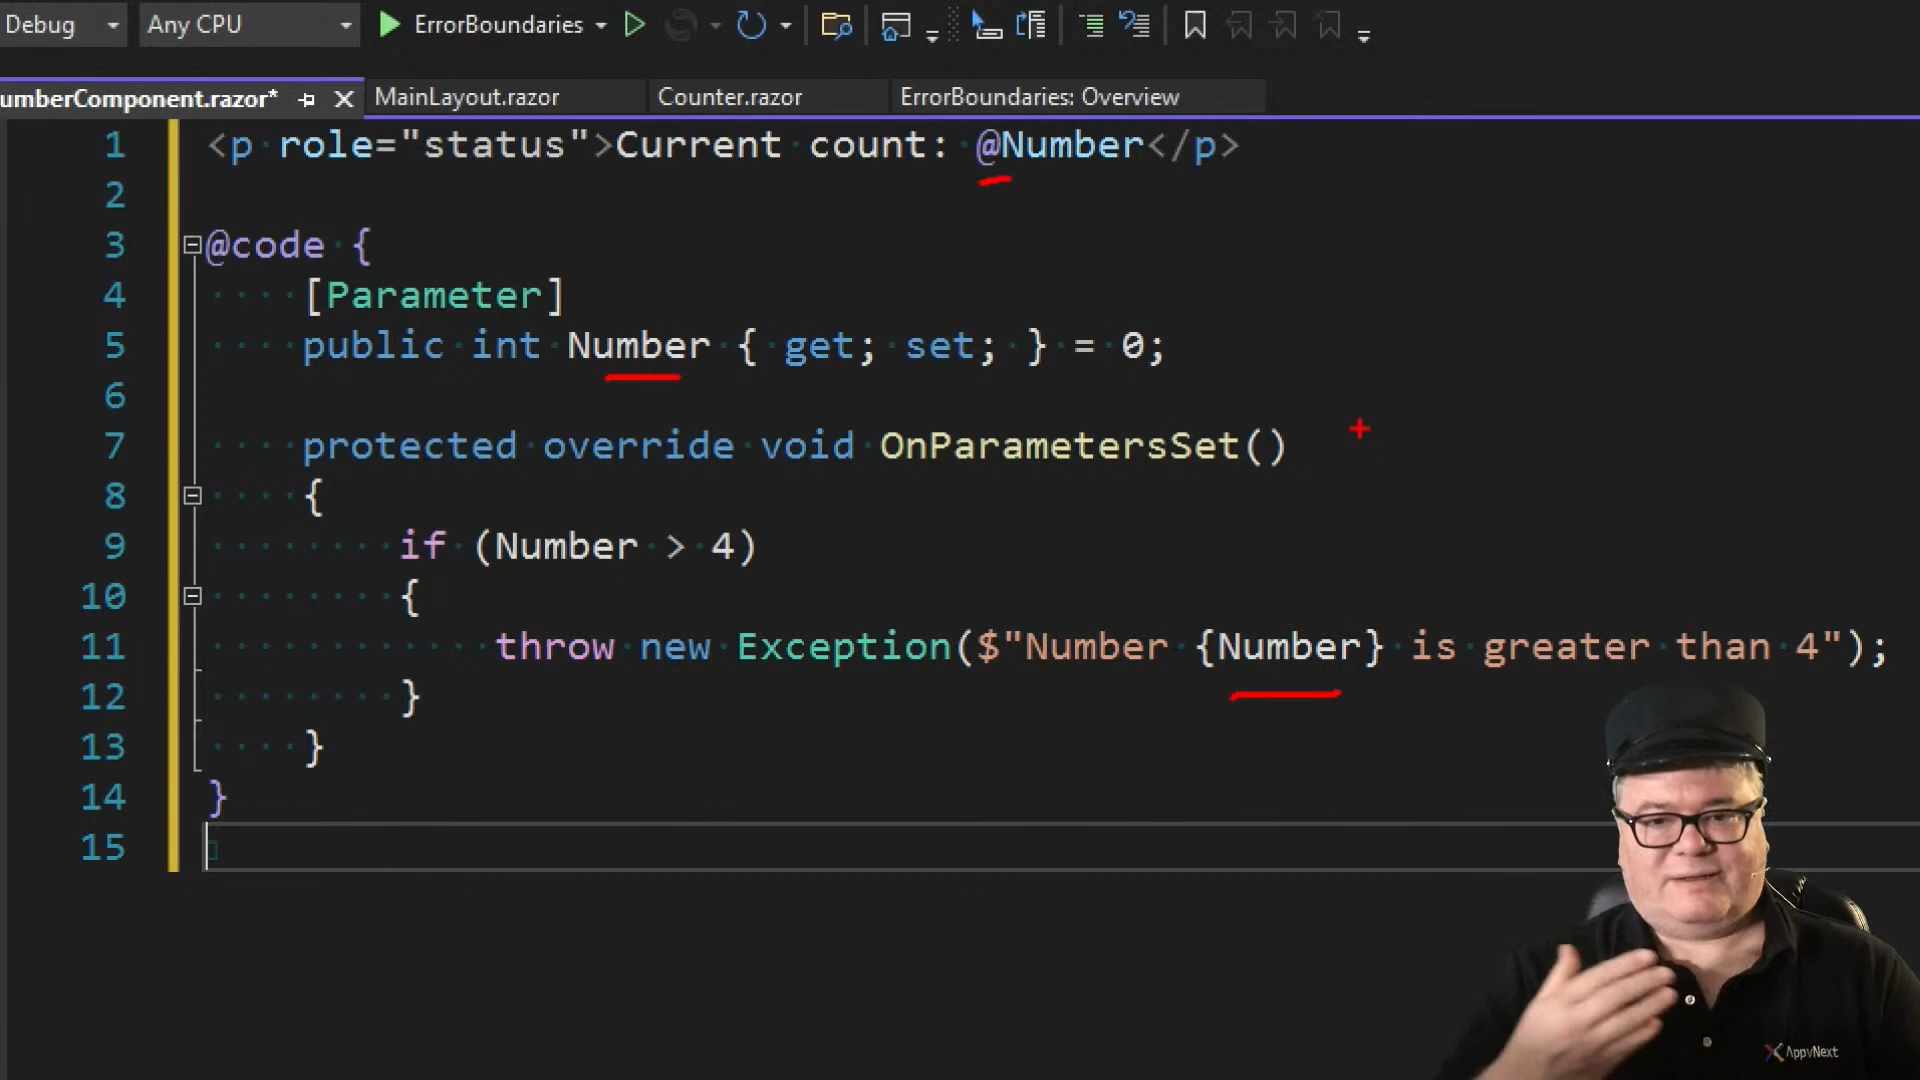 Debug Any CPU ErrorBoundaries
umberComponent.razor* MainLayout.razor Counter.razor ErrorBoundaries: Overview
1 <p role="status">Current count: @Number</p>
2
3 @code {
4 [Parameter]
5 public int Number { get; set; } = 0;
6
7 protected override void OnParametersSet()
8 {
9 if (Number > 4)
10 {
11 throw new Exception($"Number {Number} is greater than 4");
12 }
13 }
14 }
15
AppvNext